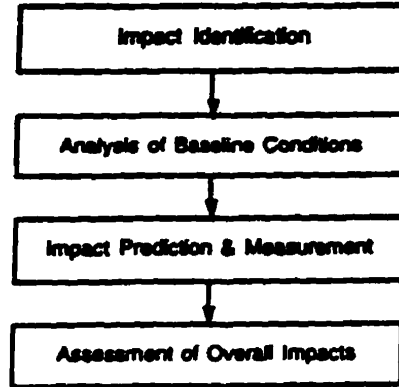 Impact Identification
Analysis of Baseline Conditions
Impact Prediction & Measurement
Assessment of Overall Impacts